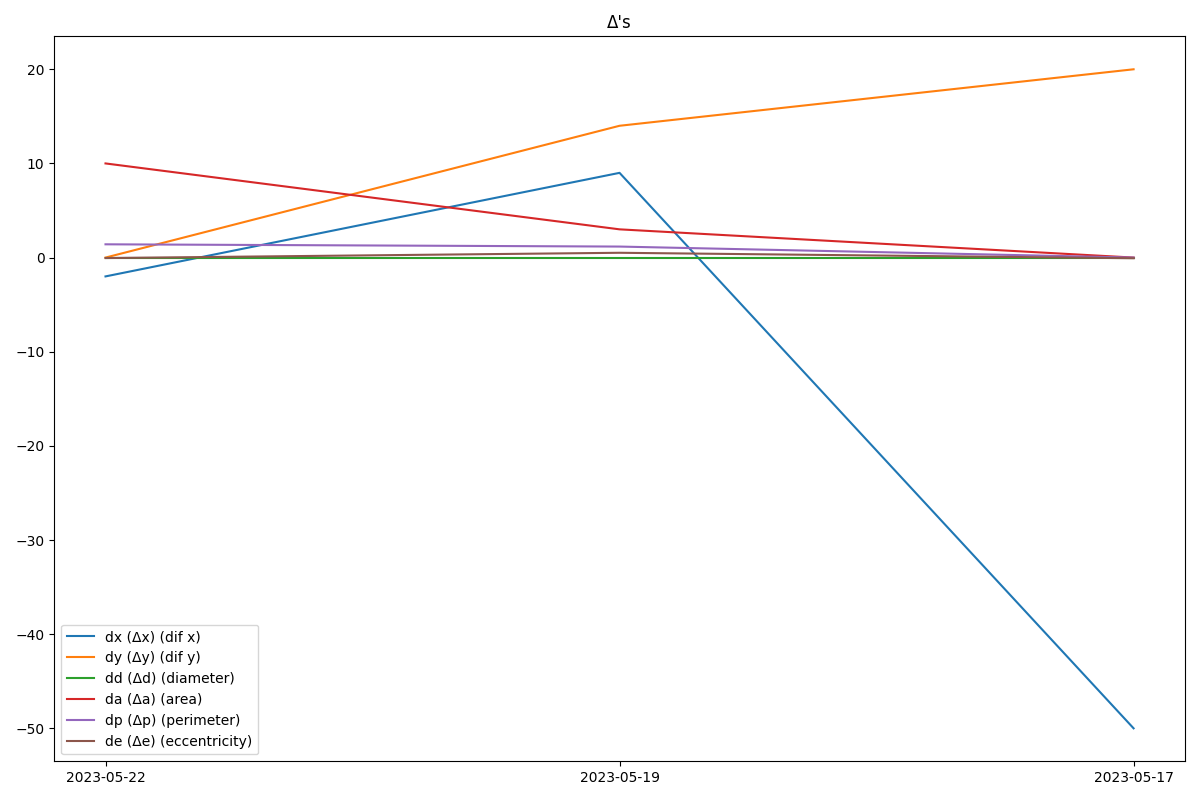 Δ's
20
10
0
−10
−20
−30
−40
−50
dx (Δx) (dif x)
dy (Δy) (dif y)
dd (Δd) (diameter)
da (Δa) (area)
dp (Δp) (perimeter)
de (Δe) (eccentricity)
2023-05-22
2023-05-19
2023-05-17